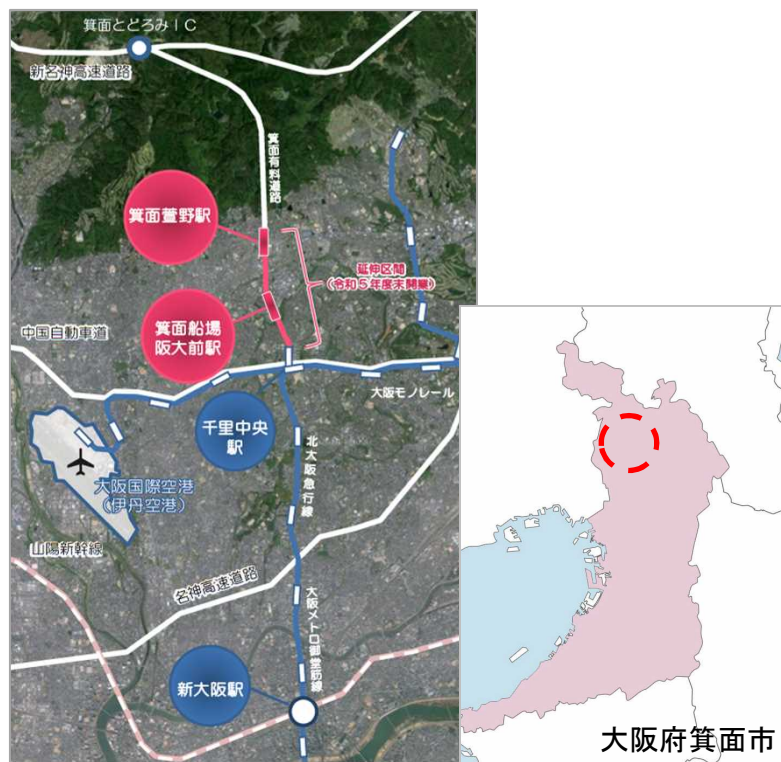 箕面とどろみIC
新名神高速道路
箕面有料道路
箕面萱野駅
延伸区間
(令和5年度末開業)
箕面船場
阪大前駅
中国自動車道
大阪モノレール
千里中央
駅
北大阪急行線
大阪国際空港
(伊丹空港)
山陽新幹線
名神高速道路
大阪メトロ御堂筋線
新大阪駅
大阪府箕面市